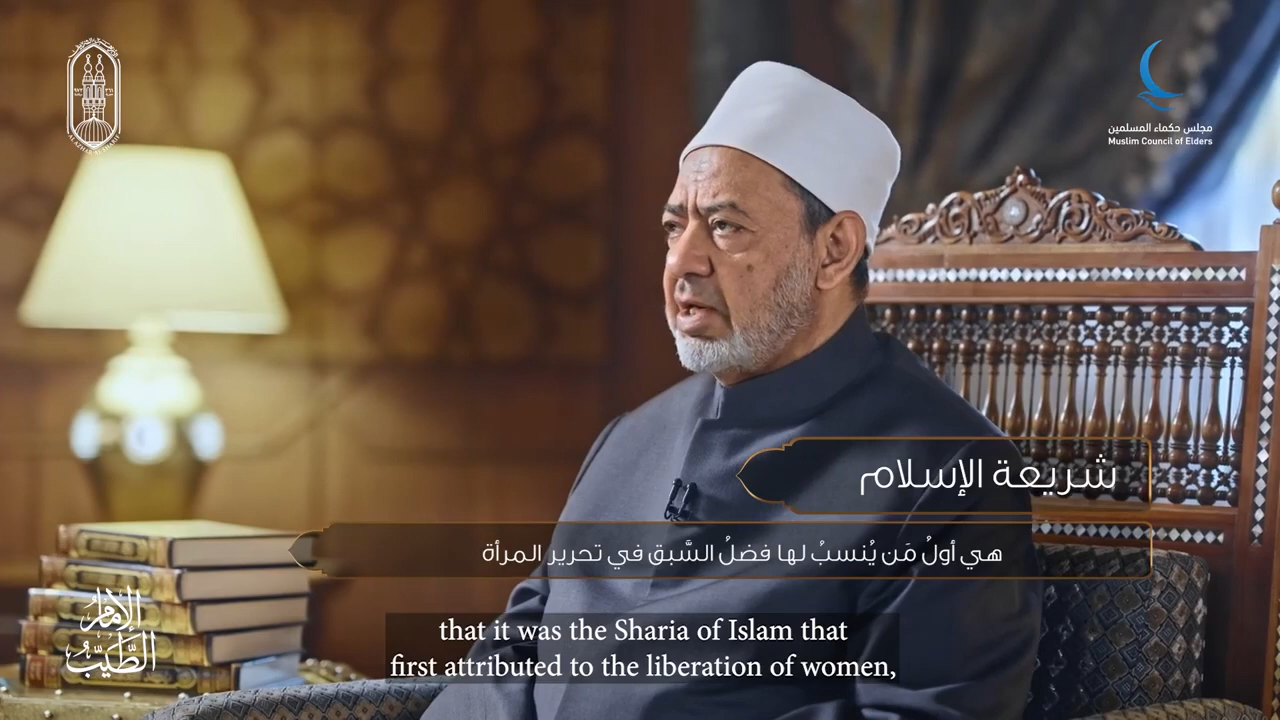 مجلس حكماء المسلمين
Muslim Council of Elders
شريعة الإسلام
هي أولُ مَن يُنسبُ لها فضلُ السَّبق في تحرير المرأة
الإمام
الطَّيِّبُ
that it was the Sharia of Islam that
first attributed to the liberation of women,